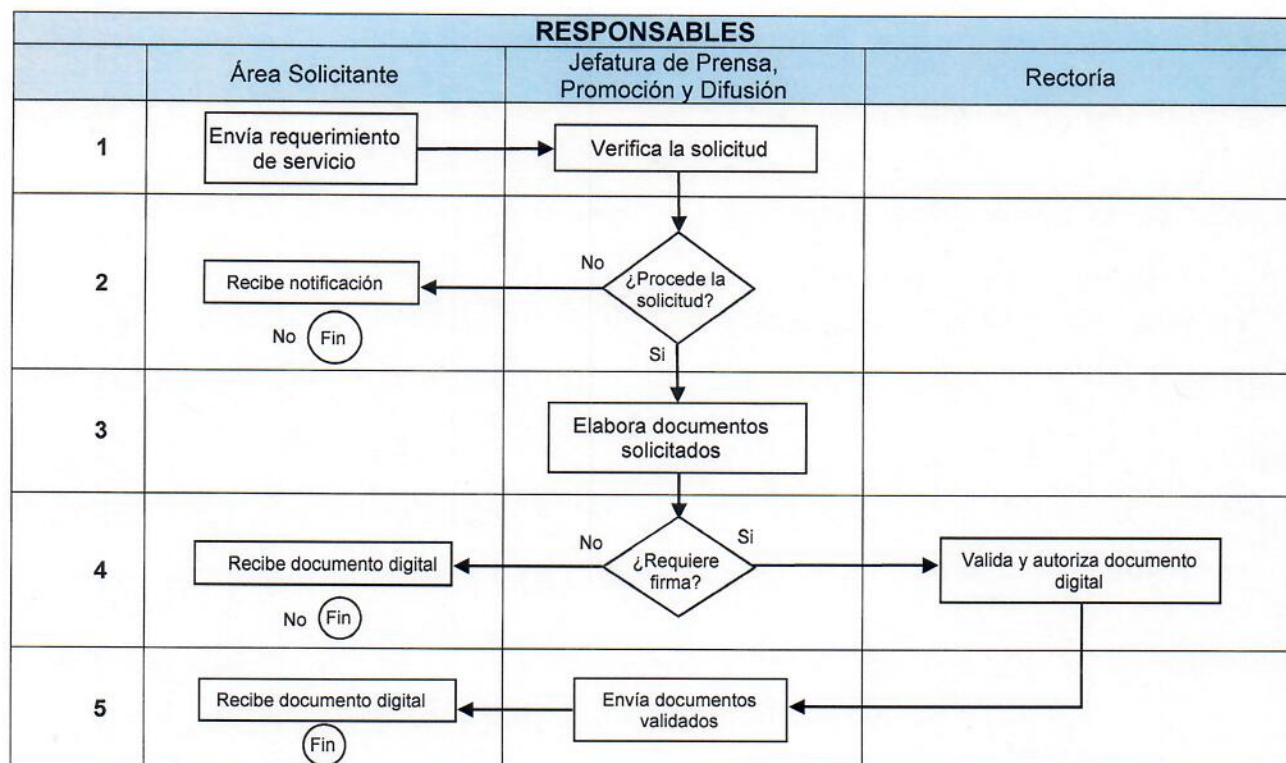 RESPONSABLES
Área Solicitante
Jefatura de Prensa,
Promoción y Difusión
Rectoría
1
Envía requerimiento
de servicio
Verifica la solicitud
2
Recibe notificación
No
Fin
No
¿Procede la
solicitud?
Si
3
Elabora documentos
solicitados
4
Recibe documento digital
No
Fin
No
¿Requiere
firma?
Si
Valida y autoriza documento
digital
5
Recibe documento digital
Fin
Envía documentos
validados